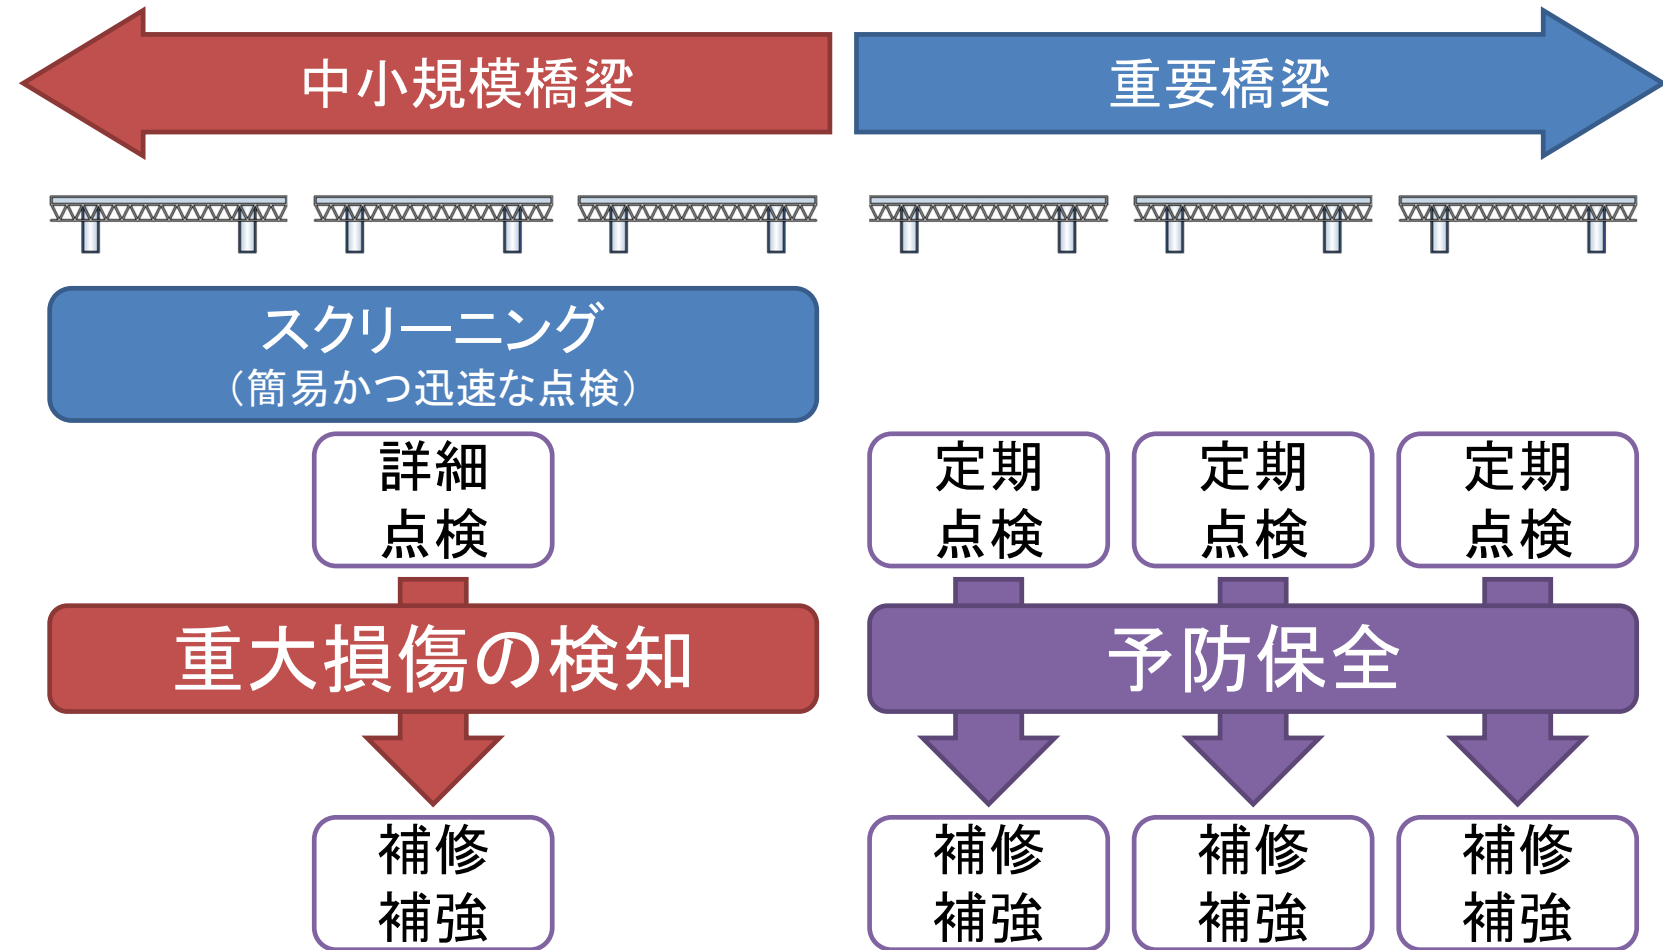 中小規模橋梁
重要橋梁
スクリーニング
（簡易かつ迅速な点検）
詳細
点検
定期
点検
定期
点検
定期
点検
重大損傷の検知
予防保全
補修
補強
補修
補強
補修
補強
補修
補強